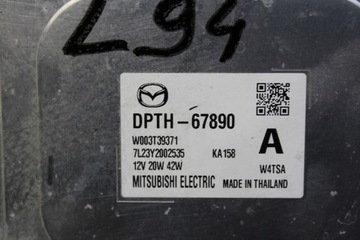 L94
DPTH-67890
W003T39371
7L23Y2002535 KA158
A
12V 20W 42W W4TSA
MITSUBISHI ELECTRIC MADE IN THAILAND